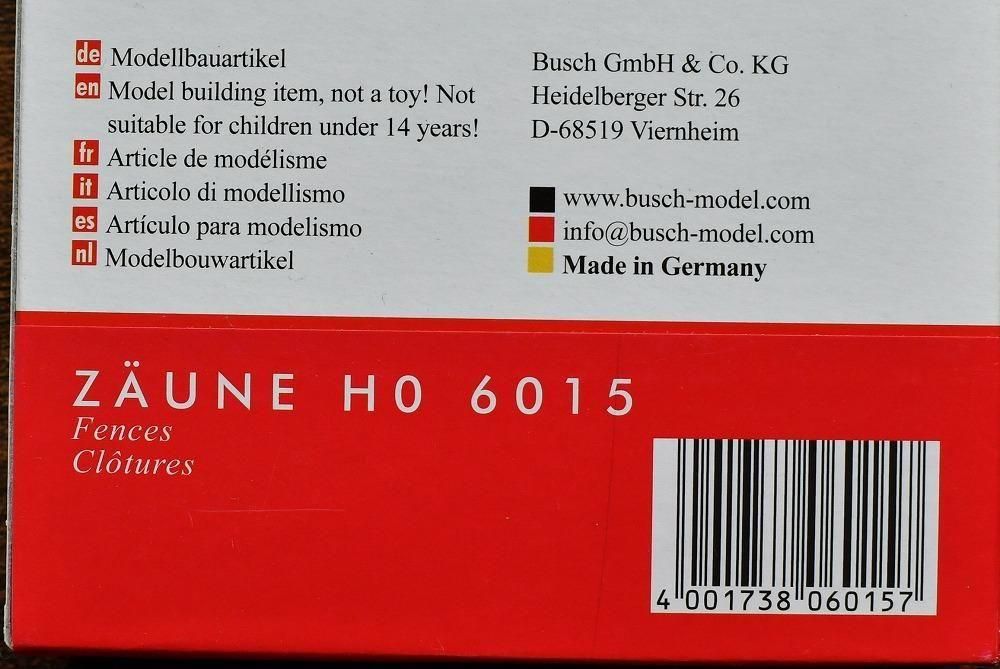 de Modellbauartikel
en Model building item, not a toy! Not
suitable for children under 14 years!
fr Article de modélisme
it Articolo di modellismo
es Artículo para modelismo
nl Modelbouwartikel
Busch GmbH & Co. KG
Heidelberger Str. 26
D-68519 Viernheim
www.busch-model.com
info@busch-model.com
Made in Germany
ZÄUNE H0 6015
Fences
Clôtures
4 001738 060157